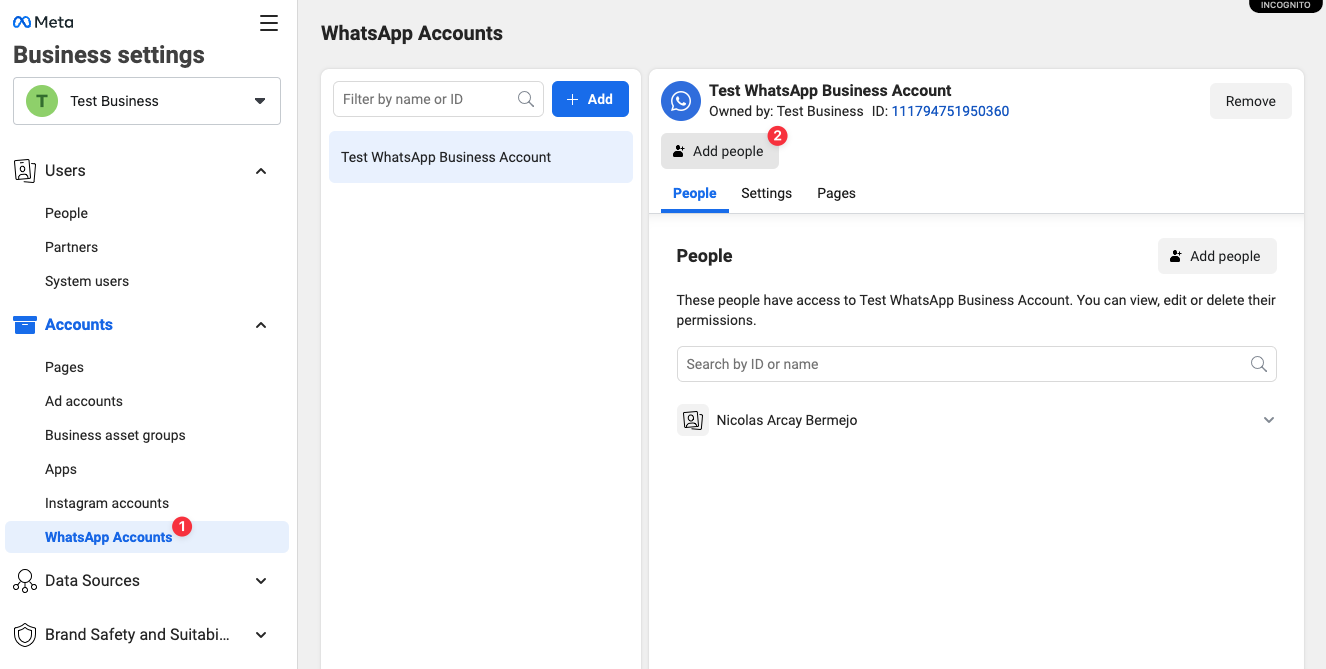 INCOGNITO
Meta
Business settings
T
Test Business
Users
People
Partners
System users
Accounts
Pages
Ad accounts
Business asset groups
Apps
Instagram accounts
WhatsApp Accounts
1
Data Sources
Brand Safety and Suitabi...
WhatsApp Accounts
Filter by name or ID
+ Add
Test WhatsApp Business Account
Test WhatsApp Business Account
Owned by: Test Business ID: 111794751950360
Remove
Add people
2
People Settings Pages
People
Add people
These people have access to Test WhatsApp Business Account. You can view, edit or delete their
permissions.
Search by ID or name
Nicolas Arcay Bermejo